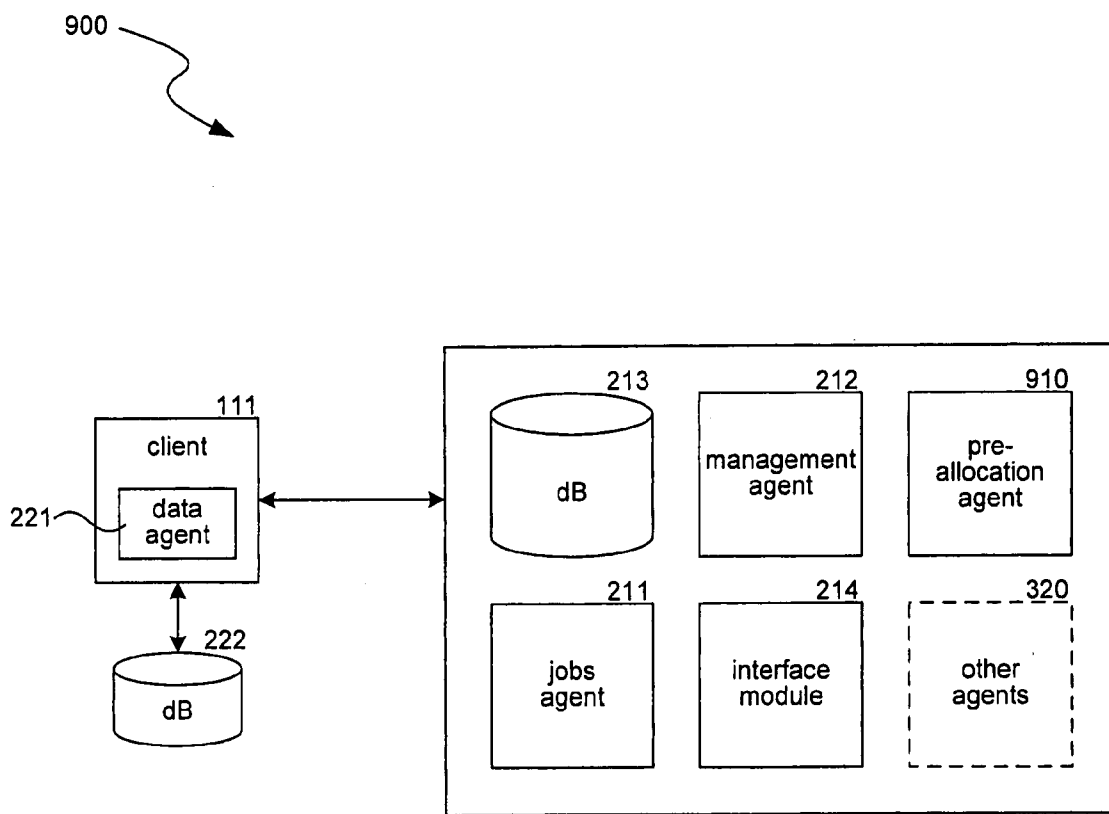 900
213
212
910
111
client
management
agent
pre-
allocation
agent
dB
221
data
agent
211
214
320
222
jobs
agent
interface
module
other
agents
dB